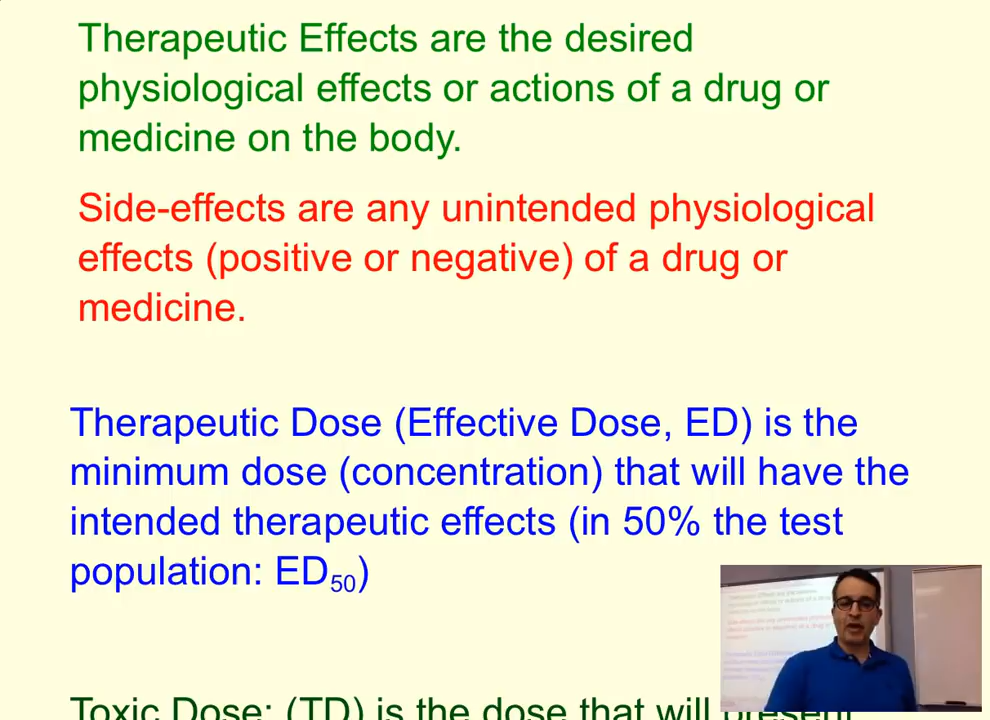 Therapeutic Effects are the desired
physiological effects or actions of a drug or
medicine on the body.
Side-effects are any unintended physiological
effects (positive or negative) of a drug or
medicine.
Therapeutic Dose (Effective Dose, ED) is the
minimum dose (concentration) that will have the
intended therapeutic effects (in 50% the test
population: ED50)
Toxic Dose: (TD) is the dose that will present